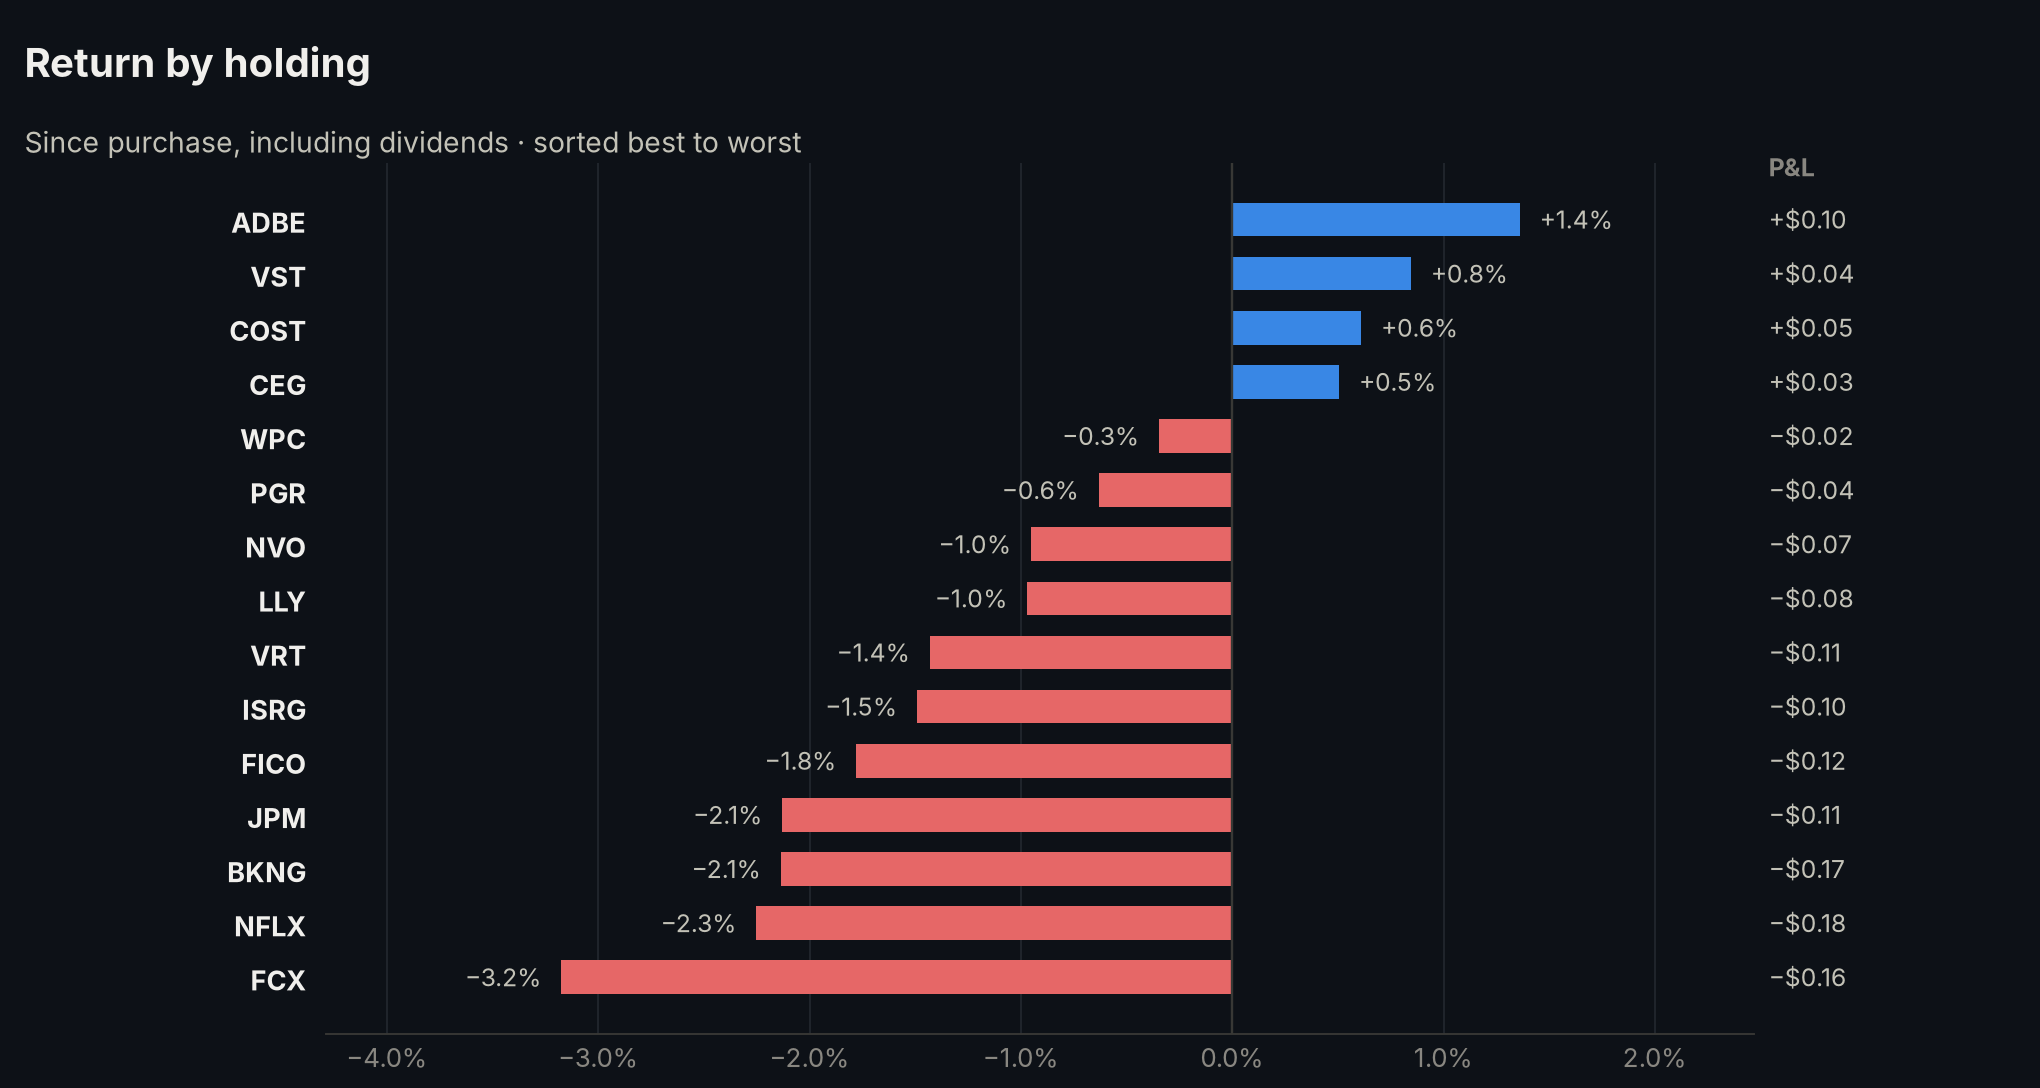 Return by holding
Since purchase, including dividends · sorted best to worst
P&L
ADBE +1.4% +$0.10
VST +0.8% +$0.04
COST +0.6% +$0.05
CEG +0.5% +$0.03
WPC −0.3% −$0.02
PGR −0.6% −$0.04
NVO −1.0% −$0.07
LLY −1.0% −$0.08
VRT −1.4% −$0.11
ISRG −1.5% −$0.10
FICO −1.8% −$0.12
JPM −2.1% −$0.11
BKNG −2.1% −$0.17
NFLX −2.3% −$0.18
FCX −3.2% −$0.16
−4.0% −3.0% −2.0% −1.0% 0.0% 1.0% 2.0%